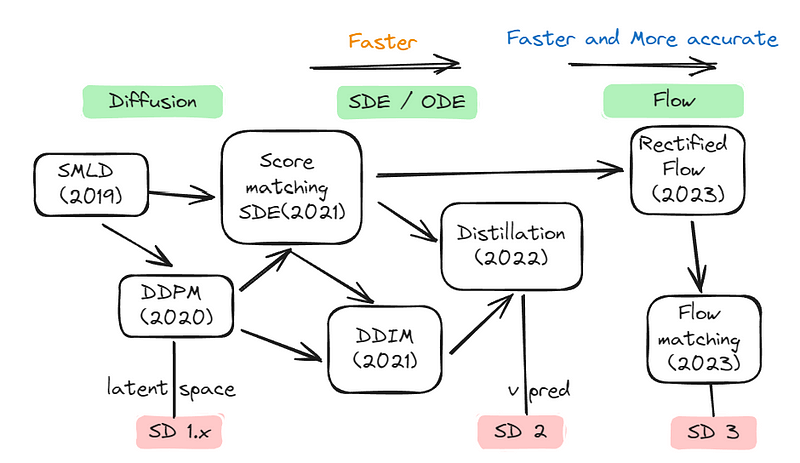 Faster
Faster and More accurate
Diffusion
SDE / ODE
Flow
SMLD
(2019)
Score
matching
SDE(2021)
Rectified
Flow
(2023)
Distillation
(2022)
DDPM
(2020)
DDIM
(2021)
Flow
matching
(2023)
latent space
v pred
SD 1.x
SD 2
SD 3